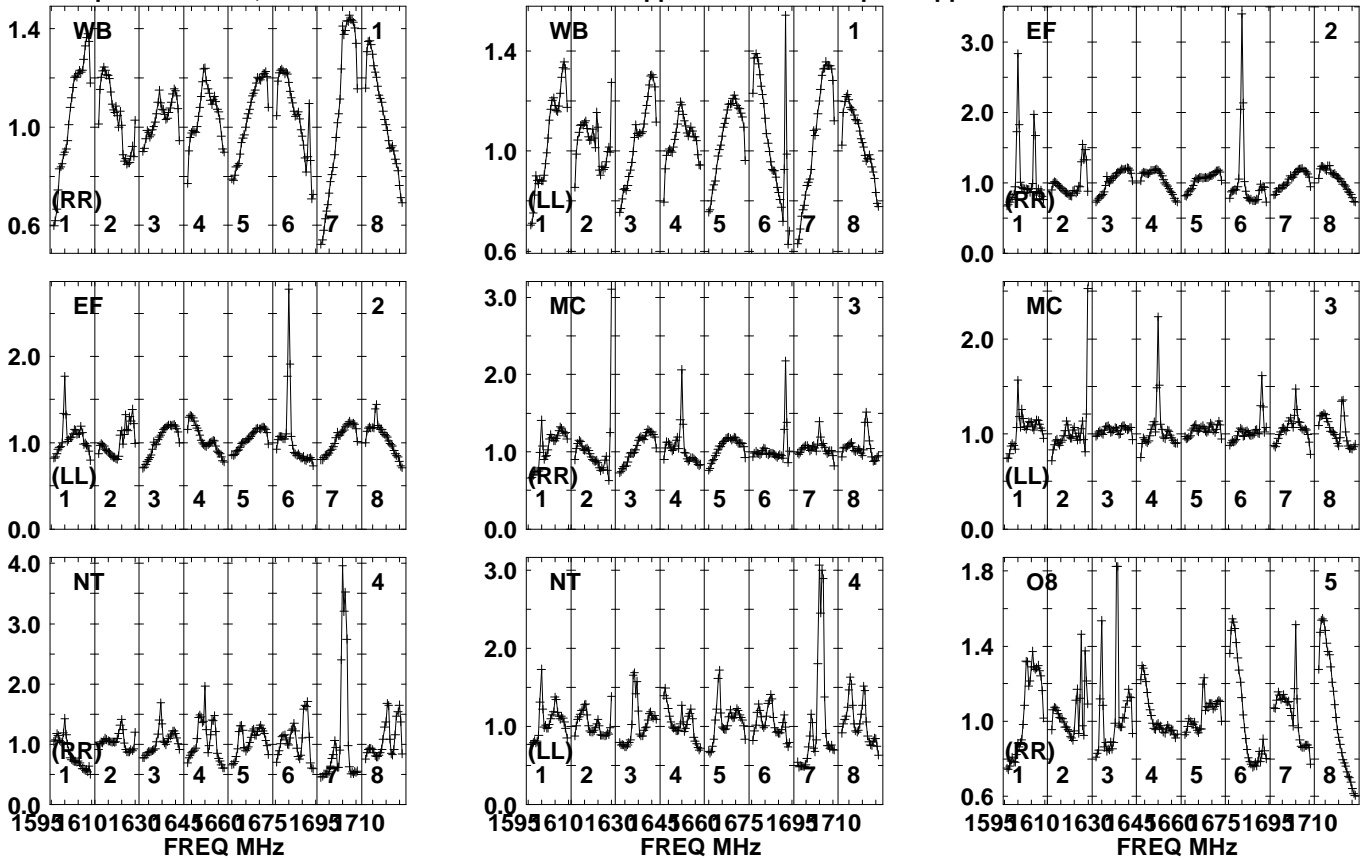 1.4 WB 1
1.0
0.6 (RR) 1 2 3 4 5 6 7 8
1.4 WB 1
1.0
(LL)
0.6 1 2 3 4 5 6 7 8
3.0 EF 2
2.0
1.0 (RR)
1 2 3 4 5 6 7 8
0.0
EF 2
2.0
1.0
(LL) 1 2 3 4 5 6 7 8
0.0
3.0 MC 3
2.0
1.0 (RR)
1 2 3 4 5 6 7 8
0.0
MC 3
2.0
1.0
(LL) 1 2 3 4 5 6 7 8
0.0
4.0 NT 4
3.0
2.0
1.0 (RR)
1 2 3 4 5 6 7 8
0.0
1595 1610 1630 1645 1660 1675 1695 1710
FREQ MHz
3.0 NT 4
2.0
1.0 (LL)
1 2 3 4 5 6 7 8
0.0
1595 1610 1630 1645 1660 1675 1695 1710
FREQ MHz
1.8 O8 5
1.4
1.0
(RR) 1 2 3 4 5 6 7 8
0.6
1595 1610 1630 1645 1660 1675 1695 1710
FREQ MHz